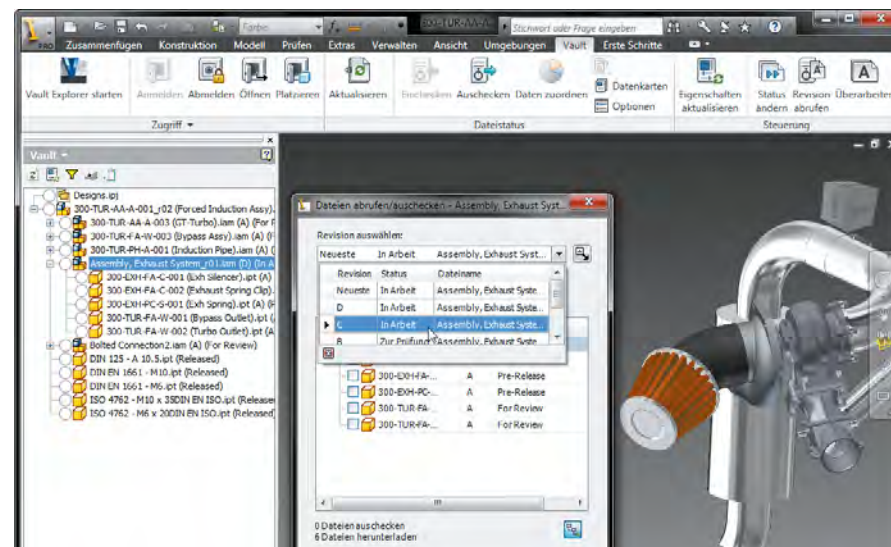 Farbe 300-TUR-AA-A- Stichwort oder Frage eingeben
PRO Zusammenfügen Konstruktion Modell Prüfen Extras Verwalten Ansicht Umgebungen Vault Erste Schritte
Vault Explorer starten Anmelden Abmelden Öffnen Platzieren Aktualisieren Einchecken Auschecken Daten zuordnen Datenkarten Optionen Eigenschaften aktualisieren Status ändern Revision abrufen Überarbeiten
Zugriff Dateistatus Steuerung
Vault
Designs.ipj
300-TUR-AA-A-001_r02 (Forced Induction Assy).
300-TUR-AA-A-003 (GT-Turbo).iam (A) (For R
300-TUR-FA-W-003 (Bypass Assy).iam (A) (F
300-TUR-PH-A-001 (Induction Pipe).iam (A) (
Assembly, Exhaust System_r01.iam (D) (In A
300-EXH-FA-C-001 (Exh Silencer).ipt (A)
300-EXH-FA-C-002 (Exhaust Spring Clip).
300-EXH-PC-S-001 (Exh Spring).ipt (A) (
300-TUR-FA-W-001 (Bypass Outlet).ipt (
300-TUR-FA-W-002 (Turbo Outlet).ipt (A
Bolted Connection2.iam (A) (For Review)
DIN 125 - A 10.5.ipt (Released)
DIN EN 1661 - M10.ipt (Released)
DIN EN 1661 - M6.ipt (Released)
ISO 4762 - M10 x 35DIN EN ISO.ipt (Release
ISO 4762 - M6 x 20DIN EN ISO.ipt (Released)
Dateien abrufen/auschecken - Assembly, Exhaust Syst...
Revision auswählen:
Neueste In Arbeit Assembly, Exhaust Syst...
Revision Status Dateiname
Neueste In Arbeit Assembly, Exhaust Syste...
D In Arbeit Assembly, Exhaust Syste...
C In Arbeit Assembly, Exhaust Syste...
B Zur Prüfung Assembly, Exhaust Syste...
300-EXH-FA-... A Pre-Release
300-EXH-PC-... A Pre-Release
300-TUR-FA-... A For Review
300-TUR-FA-... A For Review
0 Dateien auschecken
6 Dateien herunterladen